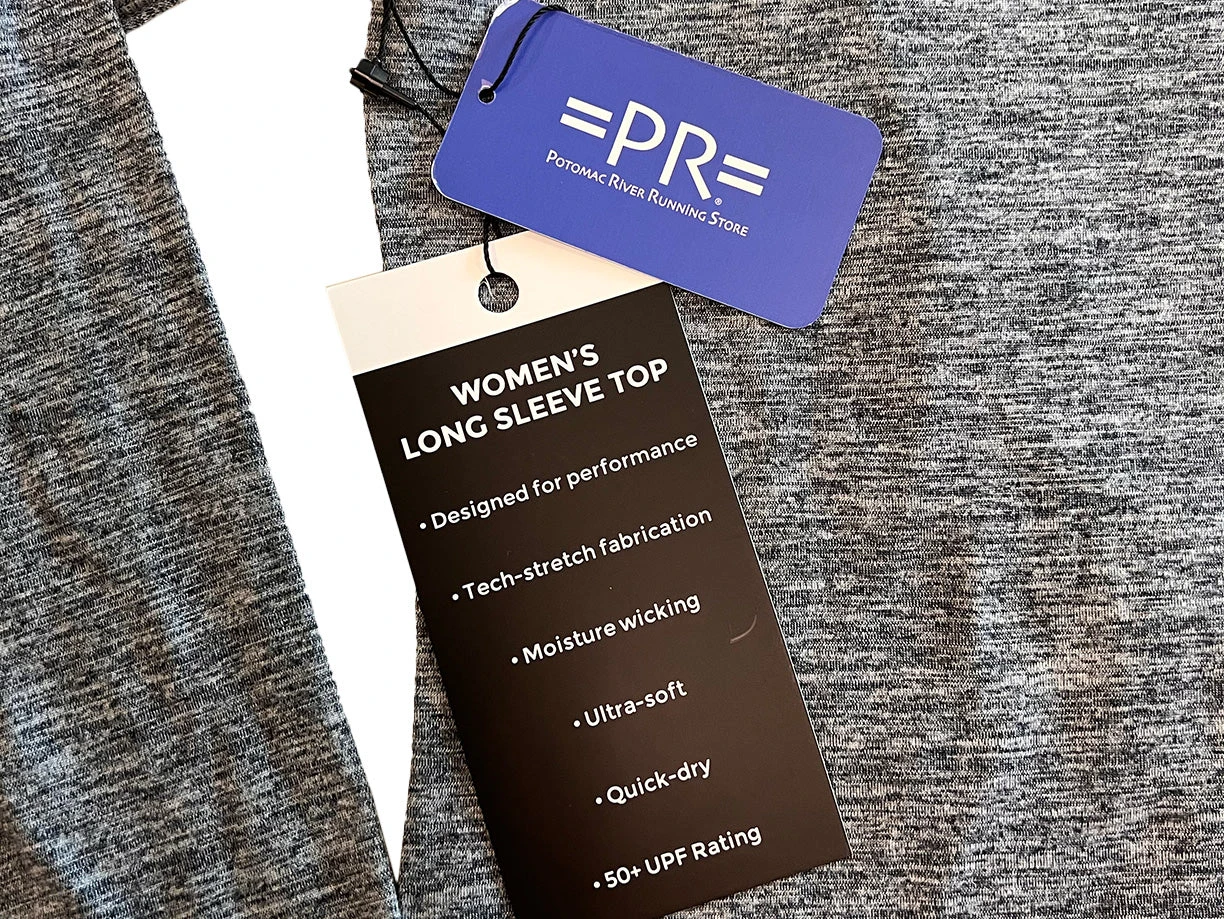 =PR=®
POTOMAC RIVER RUNNING STORE
WOMEN'S
LONG SLEEVE TOP
• Designed for performance
• Tech-stretch fabrication
• Moisture wicking
• Ultra-soft
• Quick-dry
• 50+ UPF Rating